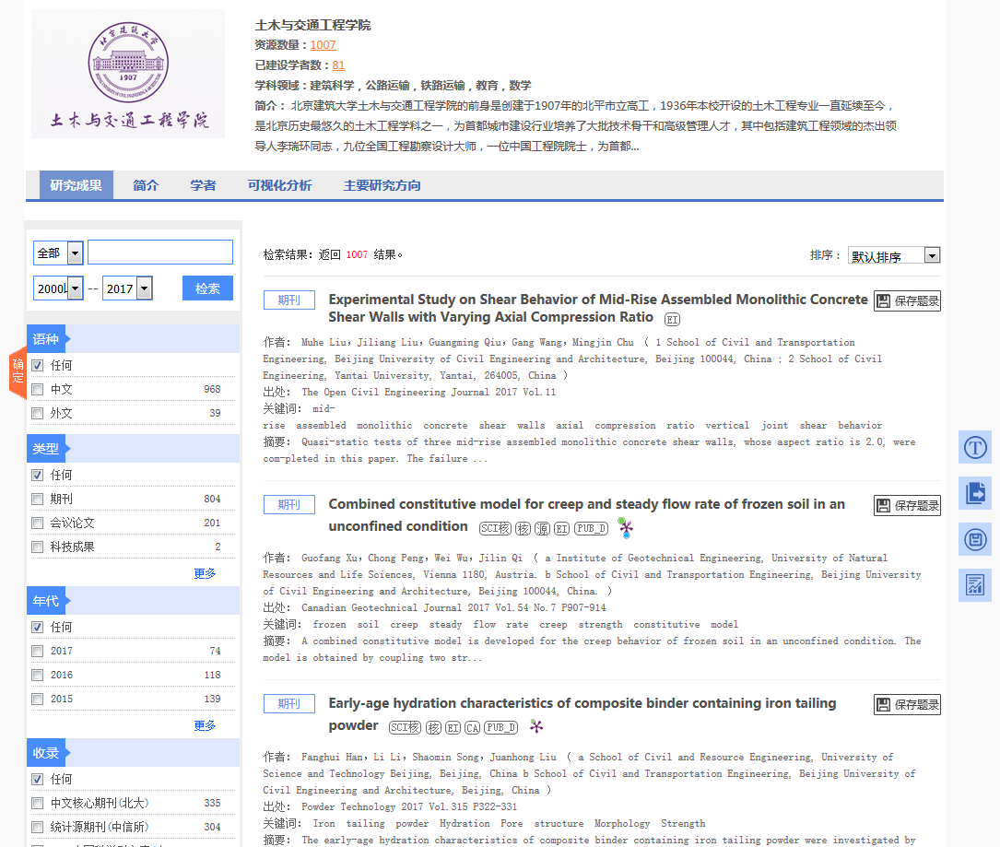 北京建筑大学
1907
土木与交通工程学院
土木与交通工程学院
资源数量：1007
已建设学者数：81
学科领域：建筑科学，公路运输，铁路运输，教育，数学
简介： 北京建筑大学土木与交通工程学院的前身是创建于1907年的北平市立高工，1936年本校开设的土木工程专业一直延续至今，
是北京历史最悠久的土木工程学科之一，为首都城市建设行业培养了大批技术骨干和高级管理人才，其中包括建筑工程领域的杰出领
导人李瑞环同志，九位全国工程勘察设计大师，一位中国工程院院士，为首都...
研究成果 简介 学者 可视化分析 主要研究方向
全部
2000 -- 2017 检索
确定
语种
任何
中文 968
外文 39
类型
任何
期刊 804
会议论文 201
科技成果 2
更多
年代
任何
2017 74
2016 118
2015 139
更多
收录
任何
中文核心期刊(北大) 335
统计源期刊(中信所) 304
检索结果：返回 1007 结果。
排序： 默认排序
期刊 Experimental Study on Shear Behavior of Mid-Rise Assembled Monolithic Concrete 保存题录
Shear Walls with Varying Axial Compression Ratio EI
作者： Muhe Liu，Jiliang Liu，Guangming Qiu，Gang Wang，Mingjin Chu （ 1 School of Civil and Transportation
Engineering, Beijing University of Civil Engineering and Architecture, Beijing 100044, China ; 2 School of Civil
Engineering, Yantai University, Yantai, 264005, China ）
出处： The Open Civil Engineering Journal 2017 Vol.11
关键词： mid-
rise assembled monolithic concrete shear walls axial compression ratio vertical joint shear behavior
摘要： Quasi-static tests of three mid-rise assembled monolithic concrete shear walls, whose aspect ratio is 2.0, were
com-pleted in this paper. The failure ...
期刊 Combined constitutive model for creep and steady flow rate of frozen soil in an 保存题录
unconfined condition SCI核 核 源 EI PUB_D
作者： Guofang Xu，Chong Peng，Wei Wu，Jilin Qi （ a Institute of Geotechnical Engineering, University of Natural
Resources and Life Sciences, Vienna 1180, Austria. b School of Civil and Transportation Engineering, Beijing University
of Civil Engineering and Architecture, Beijing 100044, China. ）
出处： Canadian Geotechnical Journal 2017 Vol.54 No.7 P907-914
关键词： frozen soil creep steady flow rate creep strength constitutive model
摘要： A combined constitutive model is developed for the creep behavior of frozen soil in an unconfined condition. The
model is obtained by coupling two str...
期刊 Early-age hydration characteristics of composite binder containing iron tailing 保存题录
powder SCI核 核 EI CA PUB_D
作者： Fanghui Han，Li Li，Shaomin Song，Juanhong Liu （ a School of Civil and Resource Engineering, University of
Science and Technology Beijing, Beijing, China b School of Civil and Transportation Engineering, Beijing University of
Civil Engineering and Architecture, Beijing, China ）
出处： Powder Technology 2017 Vol.315 P322-331
关键词： Iron tailing powder Hydration Pore structure Morphology Strength
摘要： The early-age hydration characteristics of composite binder containing iron tailing powder were investigated by
T